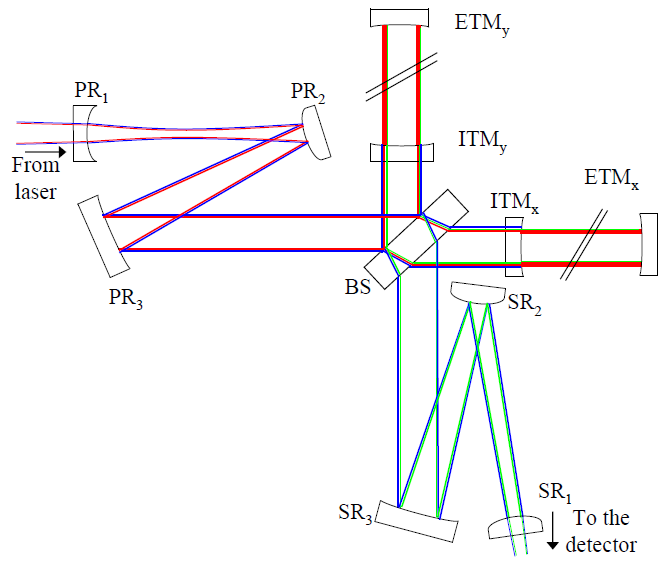 ETMy
PR1
PR2
ITMy
From
laser
ITMx
ETMx
PR3
BS
SR2
SR3
SR1
To the
detector